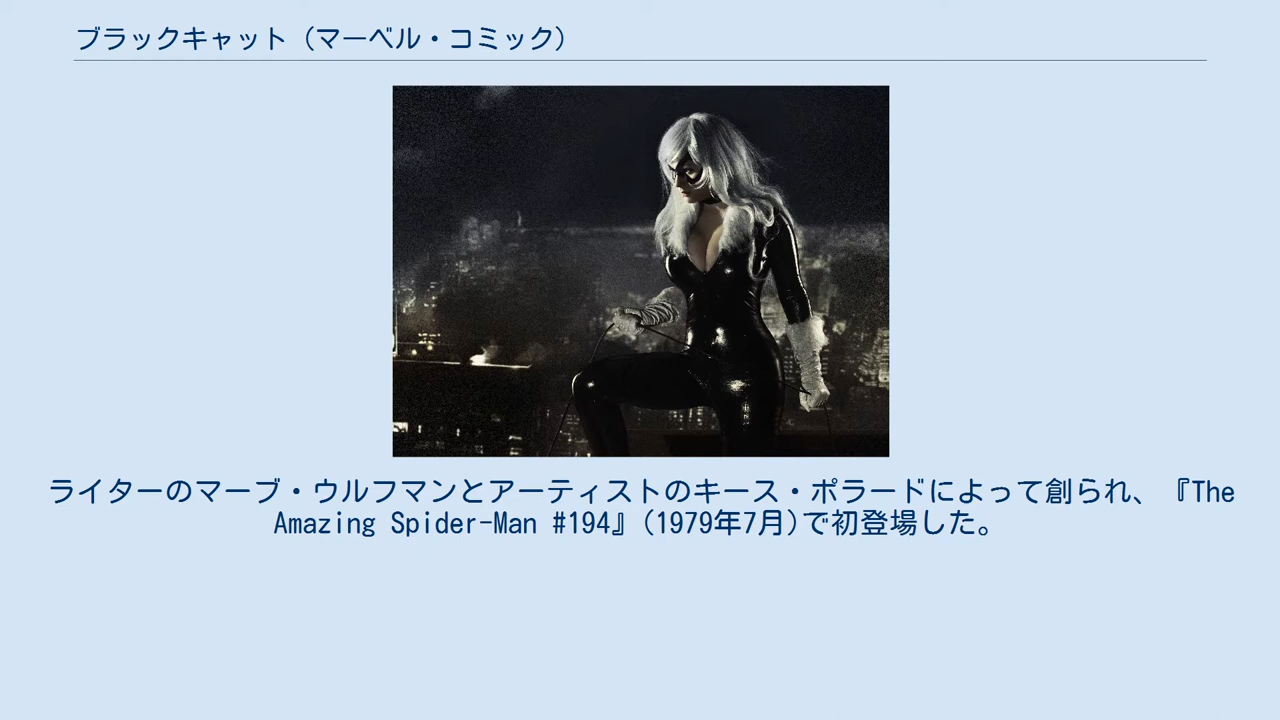 ブラックキャット（マーベル・コミック）
ライターのマーブ・ウルフマンとアーティストのキース・ポラードによって創られ、『The
Amazing Spider-Man #194』(1979年7月)で初登場した。